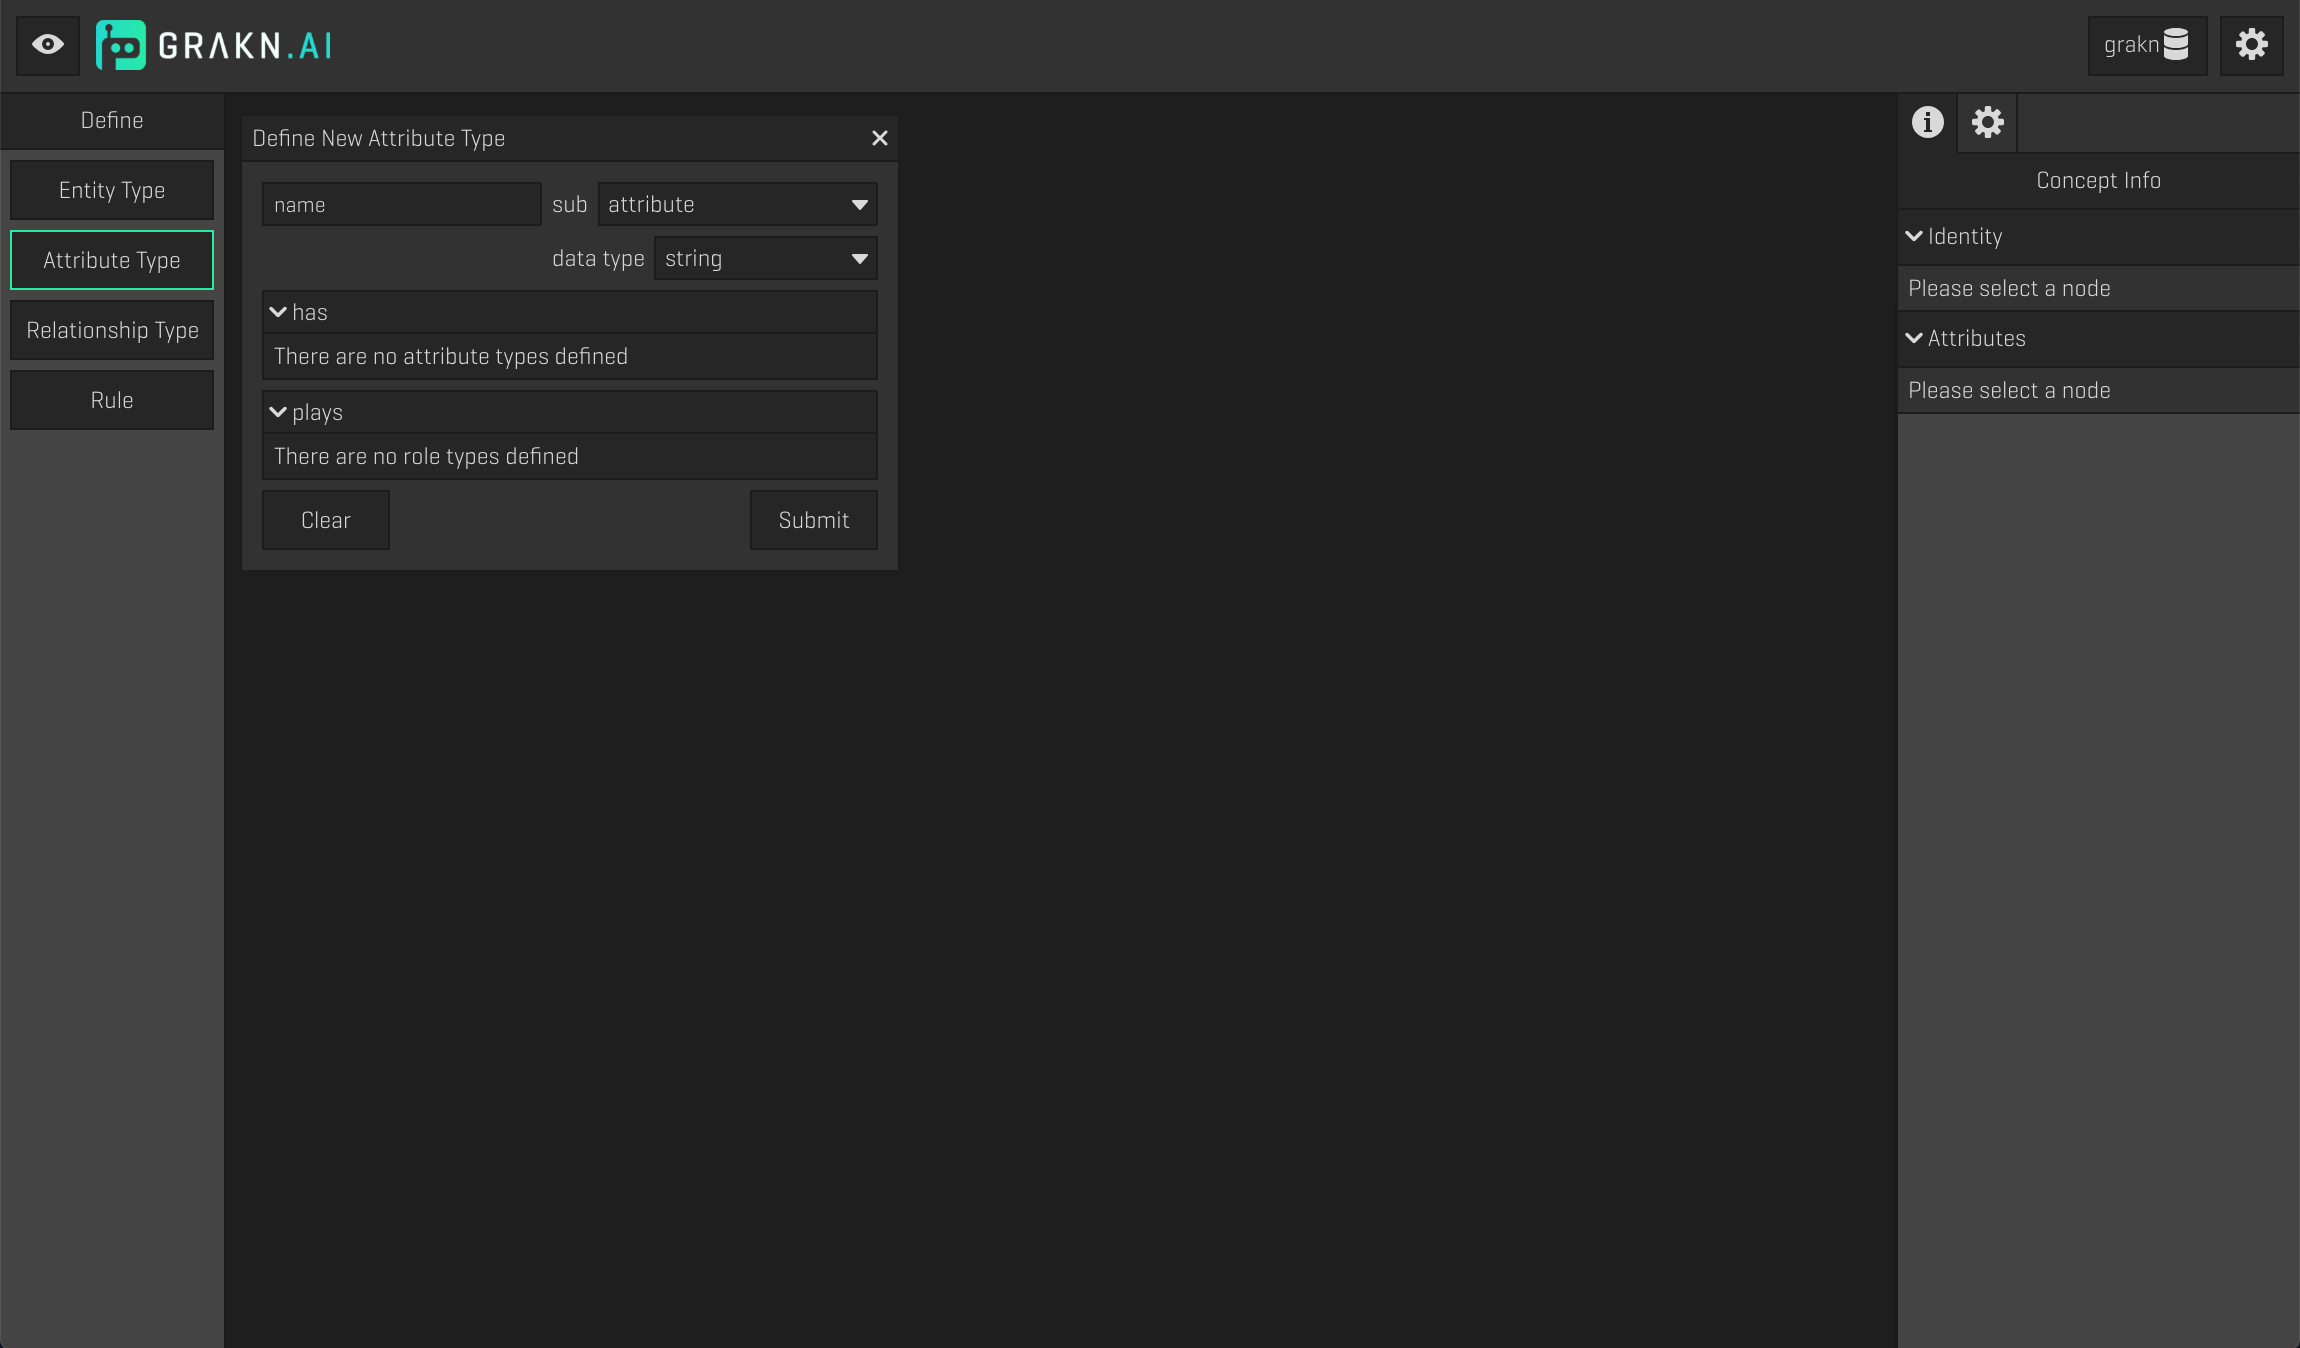 GRAKN.AI
grakn
Define
Entity Type
Attribute Type
Relationship Type
Rule
Define New Attribute Type
name sub attribute
data type string
has
There are no attribute types defined
plays
There are no role types defined
Clear Submit
Concept Info
Identity
Please select a node
Attributes
Please select a node